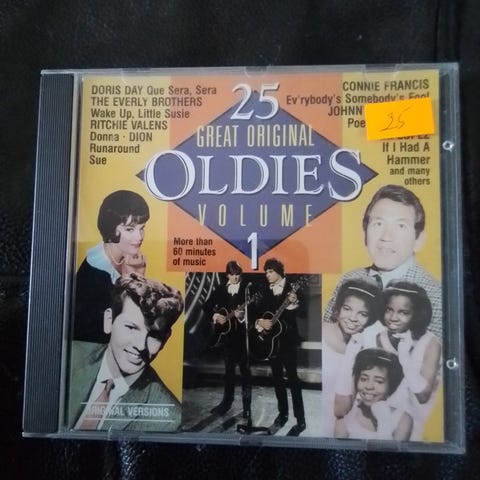 DORIS DAY Que Sera, Sera
THE EVERLY BROTHERS
Wake Up, Little Susie
RITCHIE VALENS
Donna · DION
Runaround
Sue
25
GREAT ORIGINAL
OLDIES
VOLUME
1
More than
60 minutes
of music
CONNIE FRANCIS
Ev'rybody's Somebody's Fool
JOHNNY
25
LOPEZ
If I Had A
Hammer
and many
others
ORIGINAL VERSIONS